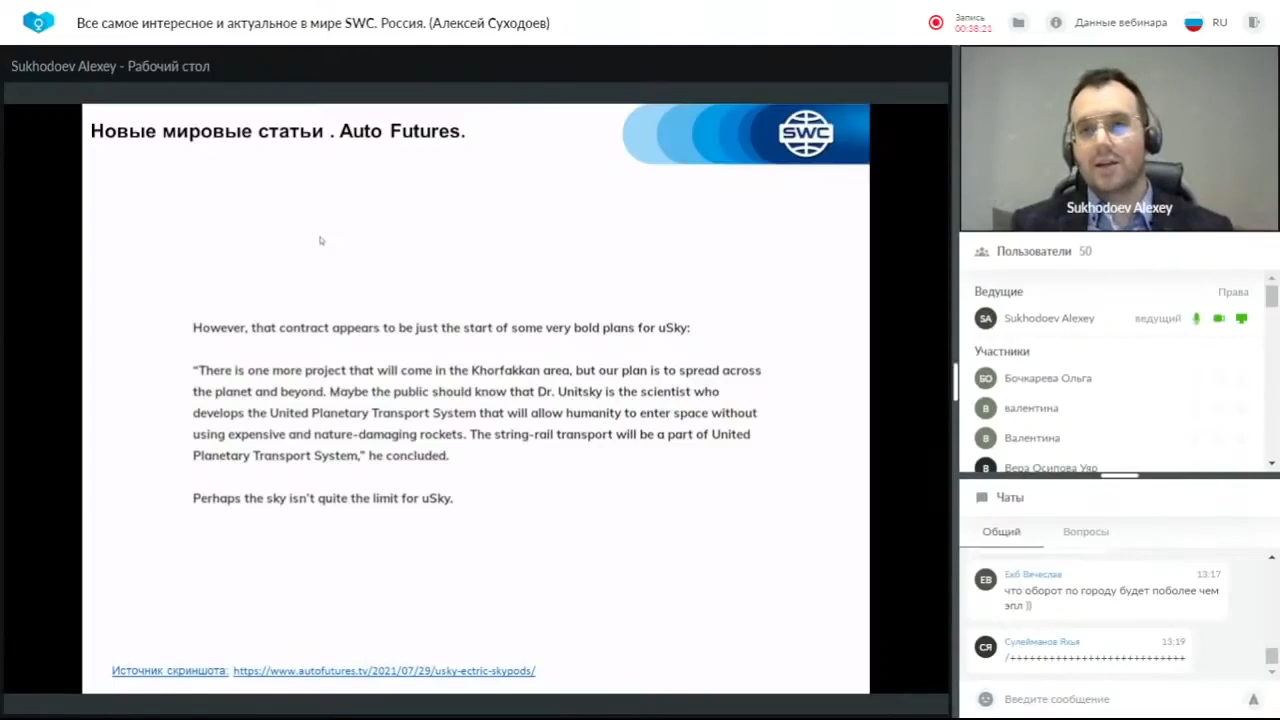 Все самое интересное и актуальное в мире SWC. Россия. (Алексей Суходоев)
Запись
00:38:21
Данные вебинара
RU
Sukhodoev Alexey - Рабочий стол
Новые мировые статьи . Auto Futures.
SWC
However, that contract appears to be just the start of some very bold plans for uSky:
“There is one more project that will come in the Khorfakkan area, but our plan is to spread across
the planet and beyond. Maybe the public should know that Dr. Unitsky is the scientist who
develops the United Planetary Transport System that will allow humanity to enter space without
using expensive and nature-damaging rockets. The string-rail transport will be a part of United
Planetary Transport System,” he concluded.
Perhaps the sky isn’t quite the limit for uSky.
Источник скриншота: https://www.autofutures.tv/2021/07/29/usky-ectric-skypods/
Sukhodoev Alexey
Пользователи 50
Ведущие Права
SA Sukhodoev Alexey ведущий
Участники
БО Бочкарева Ольга
В валентина
В Валентина
В Вера Осипова Уяр
Чаты
Общий Вопросы
ЕВ Екб Вячеслав 13:17
что оборот по городу будет поболее чем
эпл ))
СЯ Сулейманов Яхья 13:19
/++++++++++++++++++++++++++
Введите сообщение